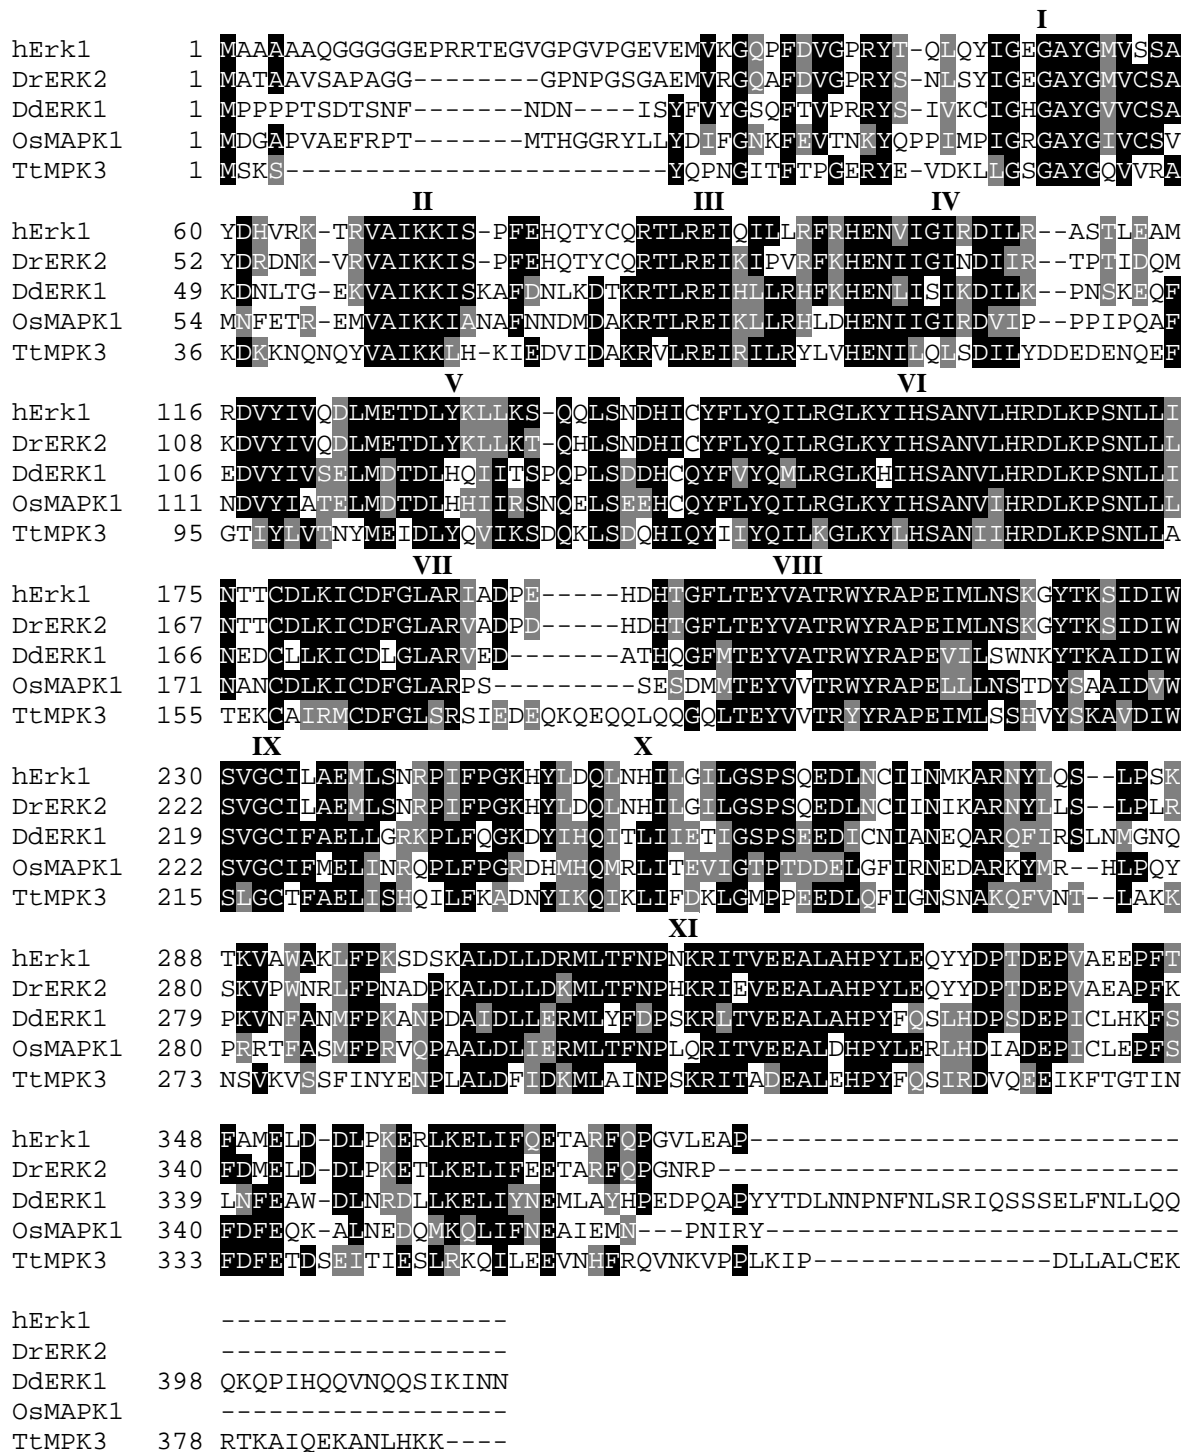 I
hErk1 1 MAAAAAQGGGGGEPRRTEGVGPGVPGEVEMVKGQPFDVGPRYT-QLQYIGEGAYGMVSSA
DrERK2 1 MATAAVSAPAGG--------GPNPGSGAEMVRGQAFDVGPRYS-NLSYIGEGAYGMVCSA
DdERK1 1 MPPPPTSDTSNF-------NDN----ISYFVYGSQFTVPRRYS-IVKCIGHGAYGVVCSA
OsMAPK1 1 MDGAPVAEFRPT-------MTHGGRYLLYDIFGNKFEVTNKYQPPIMPIGRGAYGIVCSV
TtMPK3 1 MSKS------------------------YQPNGITFTPGERYE-VDKLLGSGAYGQVVRA
II III IV
hErk1 60 YDHVRK-TRVAIKKIS-PFEHQTYCQRTLREIQILLRFRHENVIGIRDILR--ASTLEAM
DrERK2 52 YDRDNK-VRVAIKKIS-PFEHQTYCQRTLREIKIPVRFKHENIIGINDIIR--TPTIDQM
DdERK1 49 KDNLTG-EKVAIKKISKAFDNLKDTKRTLREIHLLRHFKHENLISIKDILK--PNSKEQF
OsMAPK1 54 MNFETR-EMVAIKKIANAFNNDMDAKRTLREIKLLRHLDHENIIGIRDVIP--PPIPQAF
TtMPK3 36 KDKKNQNQYVAIKKLH-KIEDVIDAKRVLREIRILRYLVHENILQLSDILYDDEDENQEF
V VI
hErk1 116 RDVYIVQDLMETDLYKLLKS-QQLSNDHICYFLYQILRGLKYIHSANVLHRDLKPSNLLI
DrERK2 108 KDVYIVQDLMETDLYKLLKT-QHLSNDHICYFLYQILRGLKYIHSANVLHRDLKPSNLLL
DdERK1 106 EDVYIVSELMDTDLHQIITSPQPLSDDHCQYFVYQMLRGLKHIHSANVLHRDLKPSNLLI
OsMAPK1 111 NDVYIATELMDTDLHHIIRSNQELSEEHCQYFLYQILRGLKYIHSANVIHRDLKPSNLLL
TtMPK3 95 GTIYLVTNYMEIDLYQVIKSDQKLSDQHIQYIIYQILKGLKYLHSANIIHRDLKPSNLLA
VII VIII
hErk1 175 NTTCDLKICDFGLARIADPE-----HDHTGFLTEYVATRWYRAPEIMLNSKGYTKSIDIW
DrERK2 167 NTTCDLKICDFGLARVADPD-----HDHTGFLTEYVATRWYRAPEIMLNSKGYTKSIDIW
DdERK1 166 NEDCLLKICDLGLARVED-------ATHQGFMTEYVATRWYRAPEVILSWNKYTKAIDIW
OsMAPK1 171 NANCDLKICDFGLARPS---------SESDMMTEYVVTRWYRAPELLLNSTDYSAAIDVW
TtMPK3 155 TEKCAIRMCDFGLSRSIEDEQKQEQQLQQGQLTEYVVTRYYRAPEIMLSSHVYSKAVDIW
IX X
hErk1 230 SVGCILAEMLSNRPIFPGKHYLDQLNHILGILGSPSQEDLNCIINMKARNYLQS--LPSK
DrERK2 222 SVGCILAEMLSNRPIFPGKHYLDQLNHILGILGSPSQEDLNCIINIKARNYLLS--LPLR
DdERK1 219 SVGCIFAELLGRKPLFQGKDYIHQITLIIETIGSPSEEDICNIANEQARQFIRSLNMGNQ
OsMAPK1 222 SVGCIFMELINRQPLFPGRDHMHQMRLITEVIGTPTDDELGFIRNEDARKYMR--HLPQY
TtMPK3 215 SLGCTFAELISHQILFKADNYIKQIKLIFDKLGMPPEEDLQFIGNSNAKQFVNT--LAKK
XI
hErk1 288 TKVAWAKLFPKSDSKALDLLDRMLTFNPNKRITVEEALAHPYLEQYYDPTDEPVAEEPFT
DrERK2 280 SKVPWNRLFPNADPKALDLLDKMLTFNPHKRIEVEEALAHPYLEQYYDPTDEPVAEAPFK
DdERK1 279 PKVNFANMFPKANPDAIDLLERMLYFDPSKRLTVEEALAHPYFQSLHDPSDEPICLHKFS
OsMAPK1 280 PRRTFASMFPRVQPAALDLIERMLTFNPLQRITVEEALDHPYLERLHDIADEPICLEPFS
TtMPK3 273 NSVKVSSFINYENPLALDFIDKMLAINPSKRITADEALEHPYFQSIRDVQEEIKFTGTIN
hErk1 348 FAMELD-DLPKERLKELIFQETARFQPGVLEAP---------------------------
DrERK2 340 FDMELD-DLPKETLKELIFEETARFQPGNRP-----------------------------
DdERK1 339 LNFEAW-DLNRDLLKELIYNEMLAYHPEDPQAPYYTDLNNPNFNLSRIQSSSELFNLLQQ
OsMAPK1 340 FDFEQK-ALNEDQMKQLIFNEAIEMN---PNIRY--------------------------
TtMPK3 333 FDFETDSEITIESLRKQILEEVNHFRQVNKVPPLKIP---------------DLLALCEK
hErk1 ------------------
DrERK2 ------------------
DdERK1 398 QKQPIHQQVNQQSIKINN
OsMAPK1 ------------------
TtMPK3 378 RTKAIQEKANLHKK----